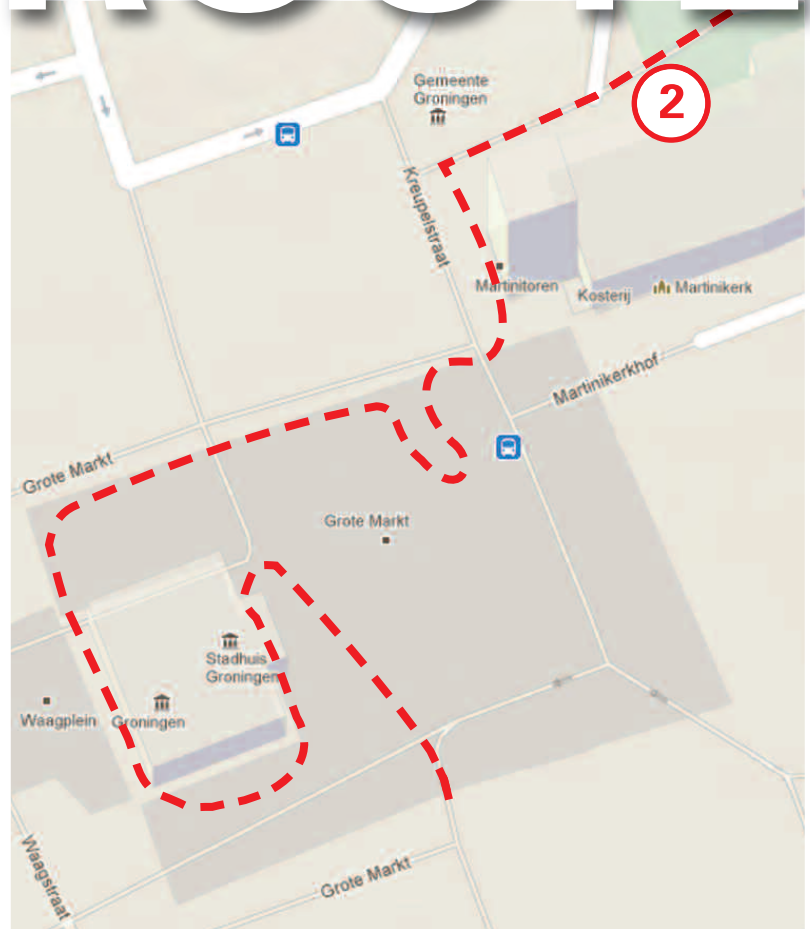 Gemeente
Groningen
2
Kreupelstraat
Martinitoren
Kosterij
Martinikerk
Martinikerkhof
Grote Markt
Grote Markt
Stadhuis
Groningen
Waagplein
Groningen
Waagstraat
Grote Markt